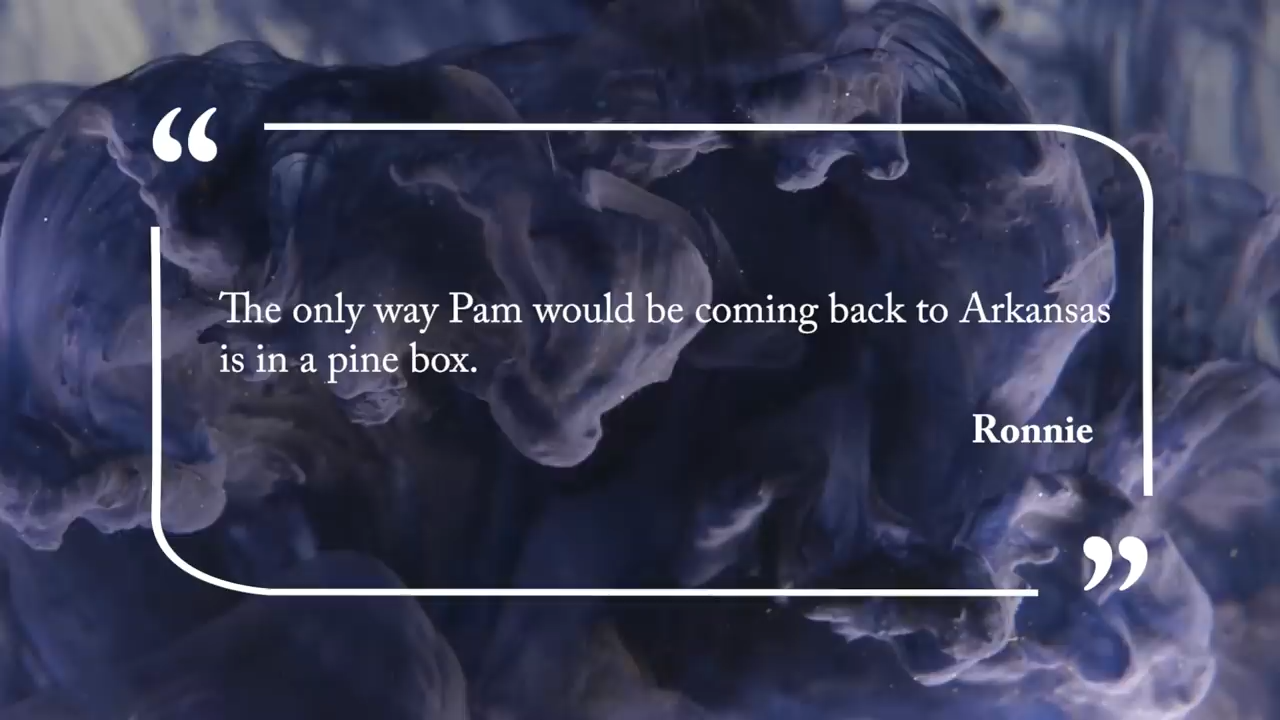 “
The only way Pam would be coming back to Arkansas
is in a pine box.
Ronnie
”